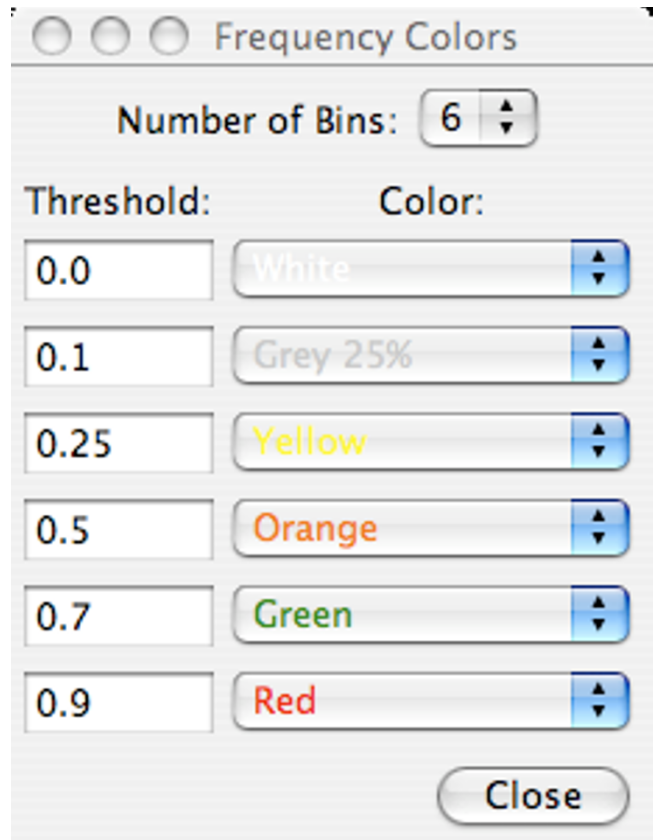 Frequency Colors
Number of Bins: 6
Threshold: Color:
0.0 White
0.1 Grey 25%
0.25 Yellow
0.5 Orange
0.7 Green
0.9 Red
Close